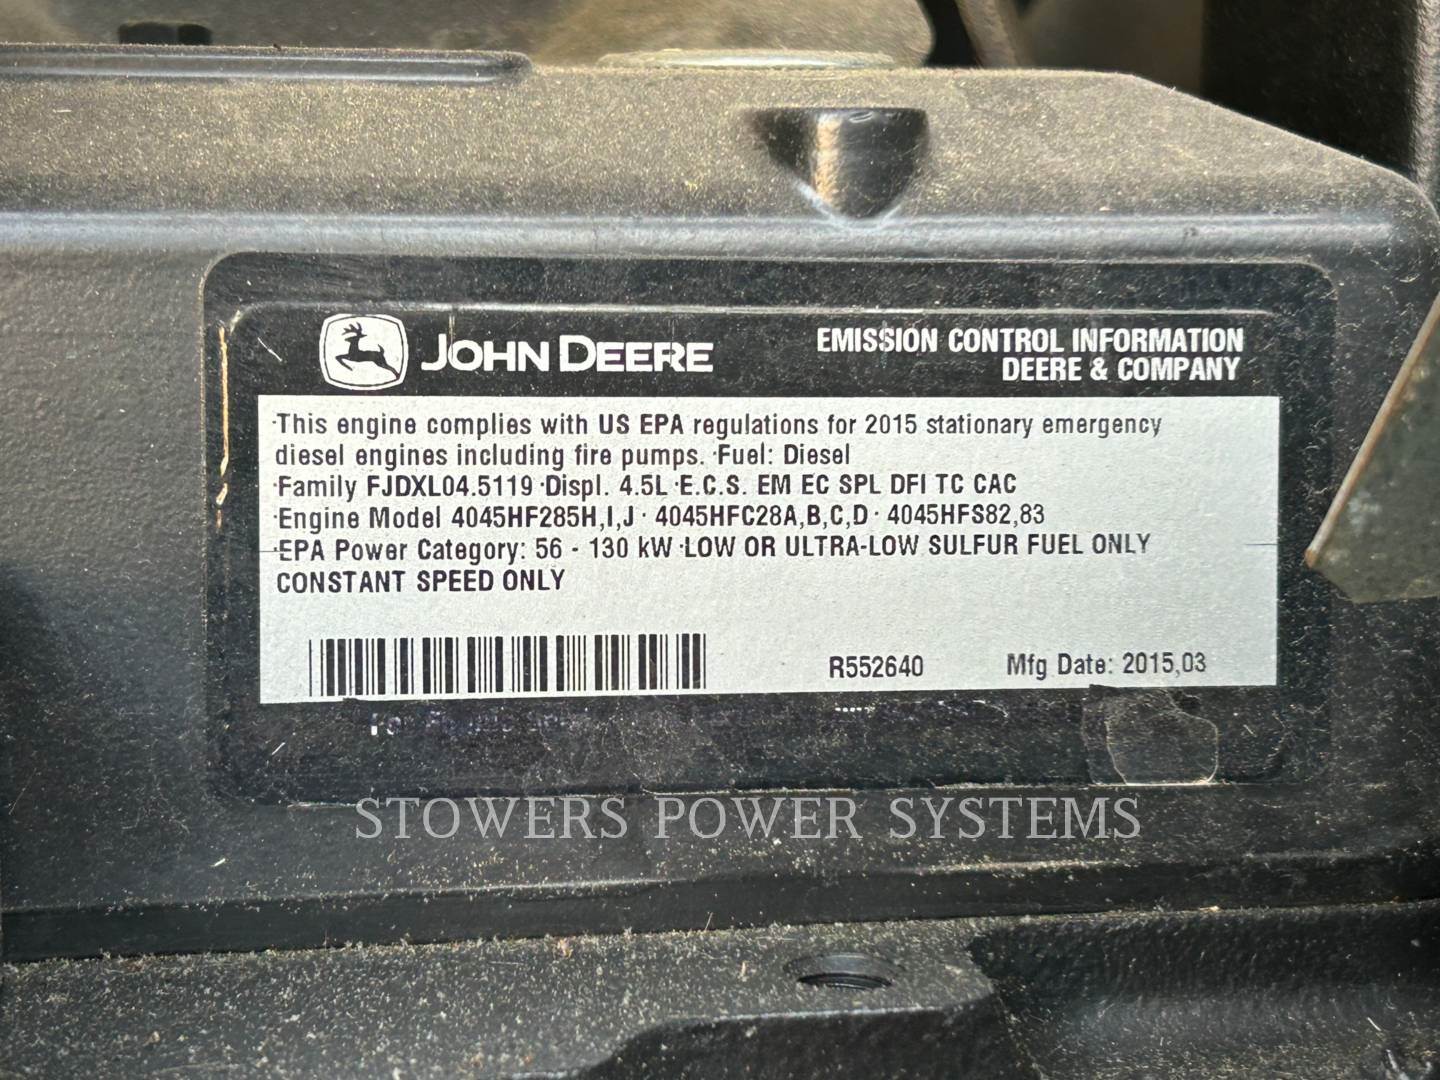 JOHN DEERE
EMISSION CONTROL INFORMATION
DEERE & COMPANY
·This engine complies with US EPA regulations for 2015 stationary emergency
diesel engines including fire pumps. ·Fuel: Diesel
·Family FJDXL04.5119 ·Displ. 4.5L ·E.C.S. EM EC SPL DFI TC CAC
·Engine Model 4045HF285H,I,J · 4045HFC28A,B,C,D · 4045HFS82,83
·EPA Power Category: 56 - 130 kW ·LOW OR ULTRA-LOW SULFUR FUEL ONLY
CONSTANT SPEED ONLY
R552640 Mfg Date: 2015,03
STOWERS POWER SYSTEMS